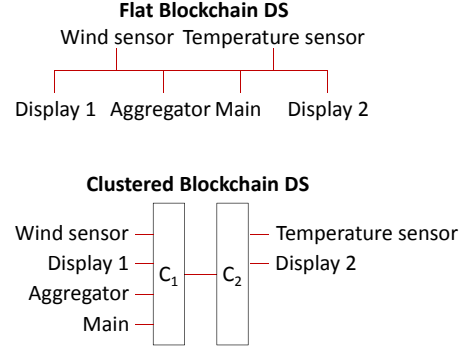 Flat Blockchain DS
Wind sensor Temperature sensor
Display 1 Aggregator Main Display 2
Clustered Blockchain DS
Wind sensor
Display 1
Aggregator
Main
C₁
C₂
Temperature sensor
Display 2